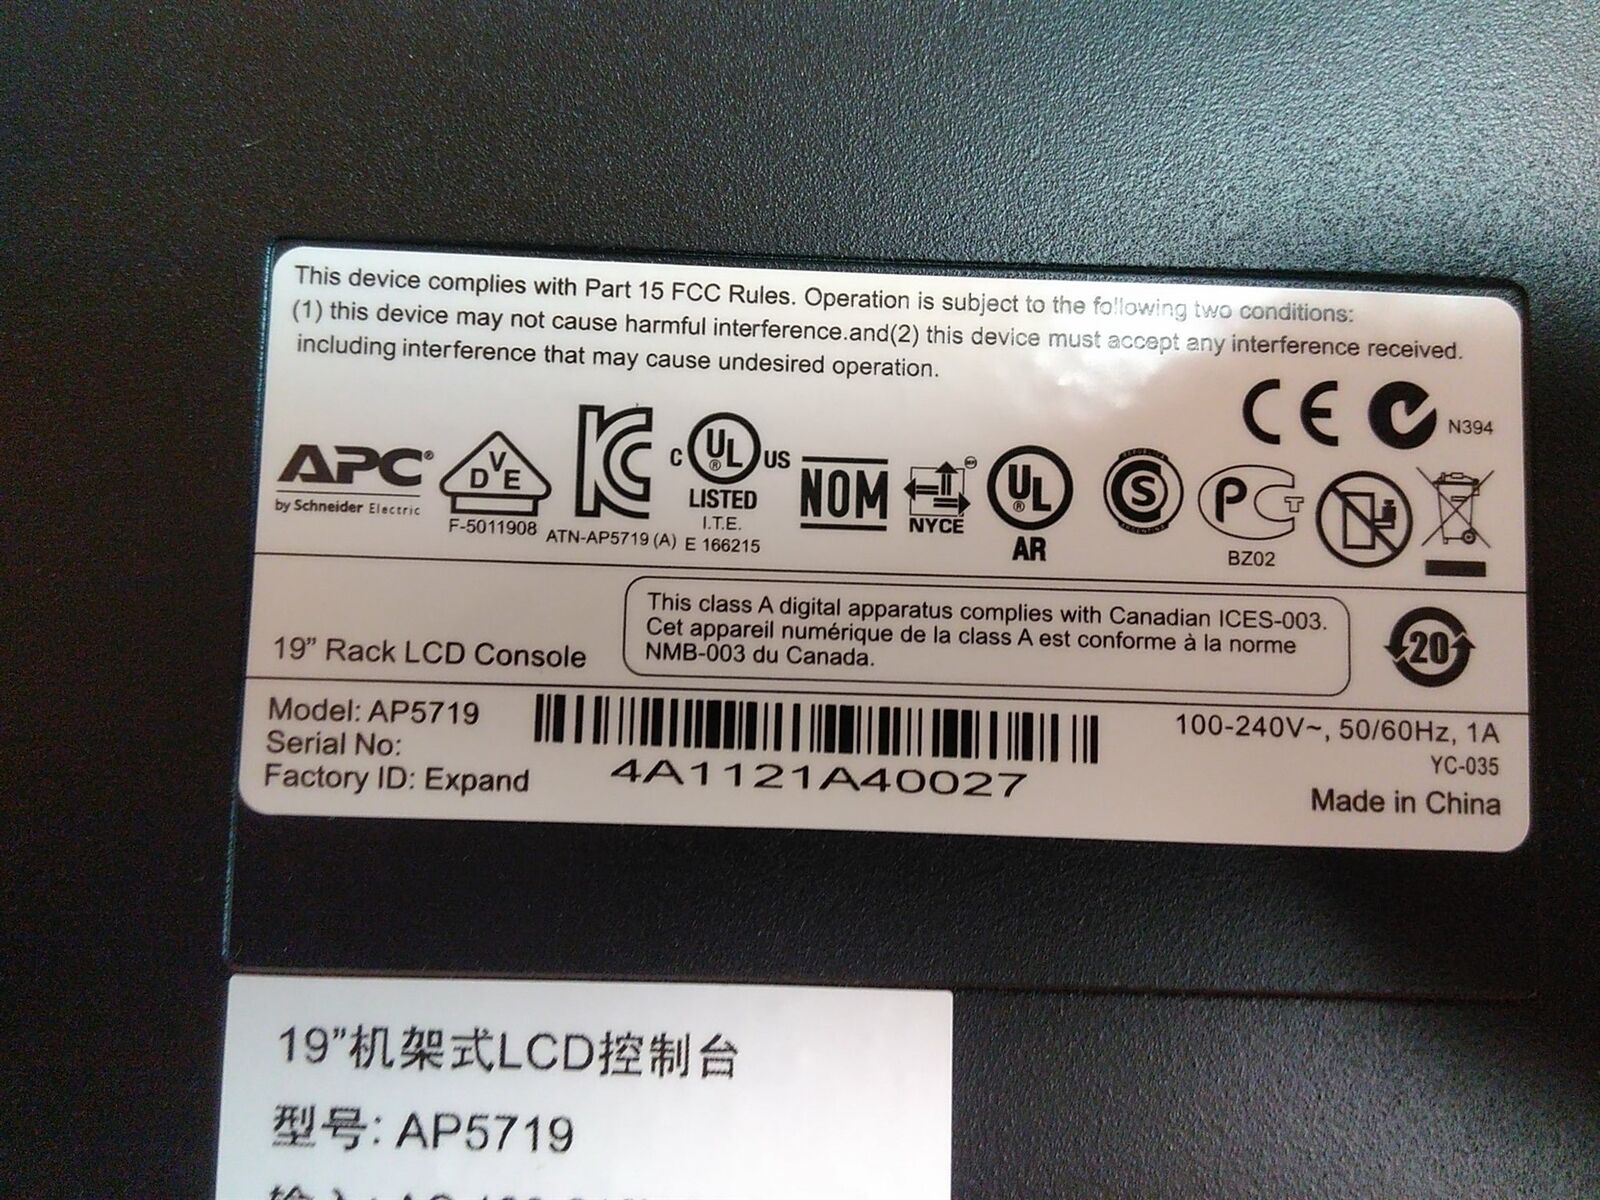 This device complies with Part 15 FCC Rules. Operation is subject to the following two conditions:
(1) this device may not cause harmful interference.and(2) this device must accept any interference received.
including interference that may cause undesired operation.
CE N394
APC®
by Schneider Electric
DVE
F-5011908
KC
ATN-AP5719 (A)
C UL® US
LISTED
I.T.E.
E 166215
NOM
NYCE
UL®
AR
S
PCT
BZ02
19" Rack LCD Console
This class A digital apparatus complies with Canadian ICES-003.
Cet appareil numérique de la class A est conforme à la norme
NMB-003 du Canada.
20
Model: AP5719
Serial No:
Factory ID: Expand
4A1121A40027
100-240V~, 50/60Hz, 1A
YC-035
Made in China
19"机架式LCD控制台
型号: AP5719